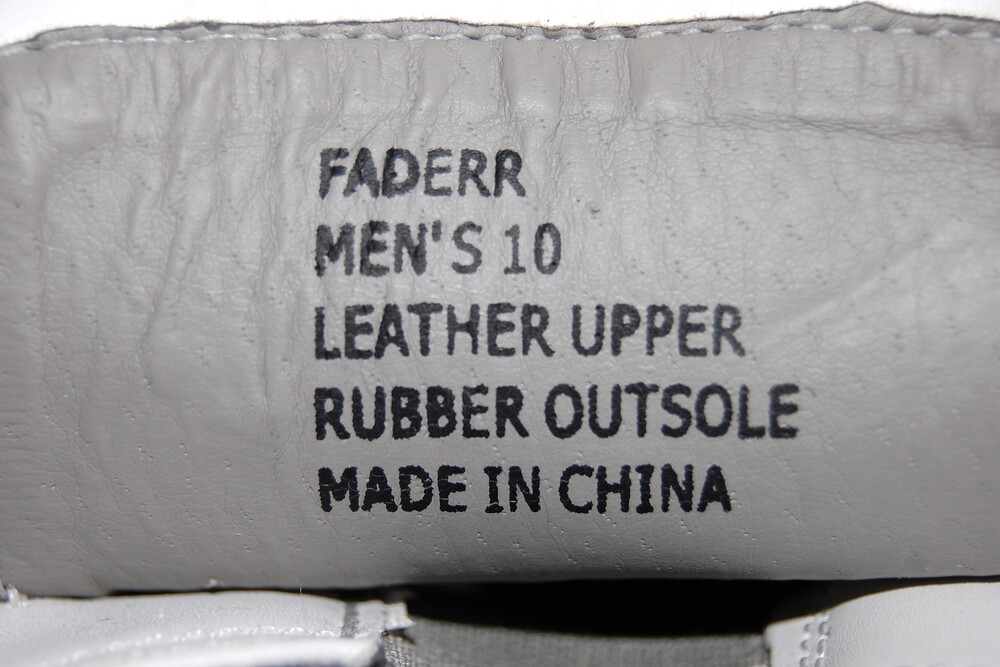 FADERR
MEN'S 10
LEATHER UPPER
RUBBER OUTSOLE
MADE IN CHINA